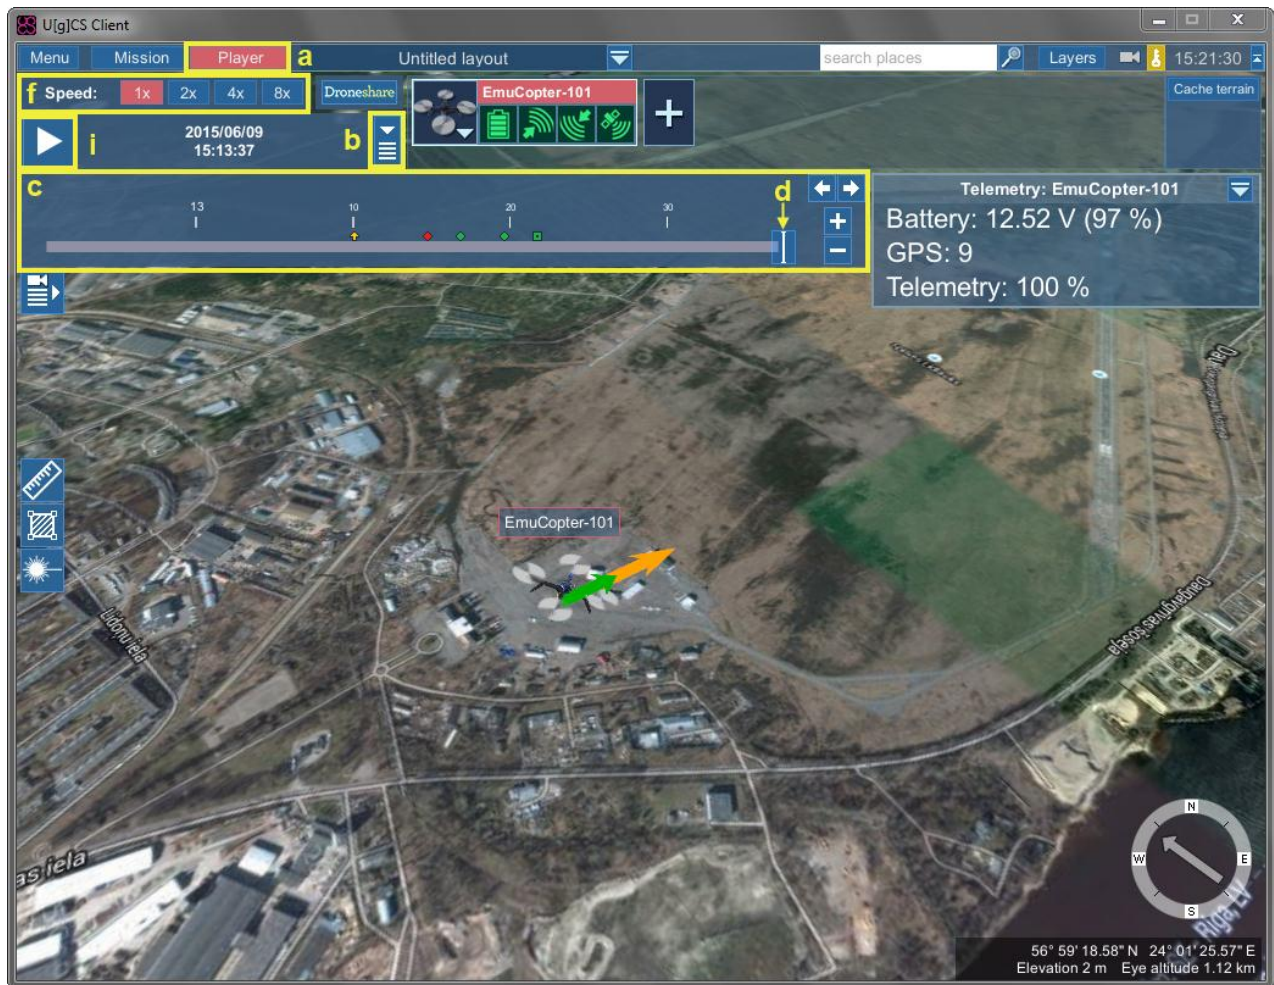 U[g]CS Client
Menu Mission Player a Untitled layout search places Layers 15:21:30
f Speed: 1x 2x 4x 8x Droneshare EmuCopter-101 Cache terrain
i 2015/06/09 b
15:13:37
c d
13 10 20 30
Telemetry: EmuCopter-101
Battery: 12.52 V (97 %)
GPS: 9
Telemetry: 100 %
EmuCopter-101
Lidoņu iela
Daugavgrīvas šoseja
as iela
N
W E
S
Riga, LV
56° 59' 18.58" N 24° 01' 25.57" E
Elevation 2 m Eye altitude 1.12 km